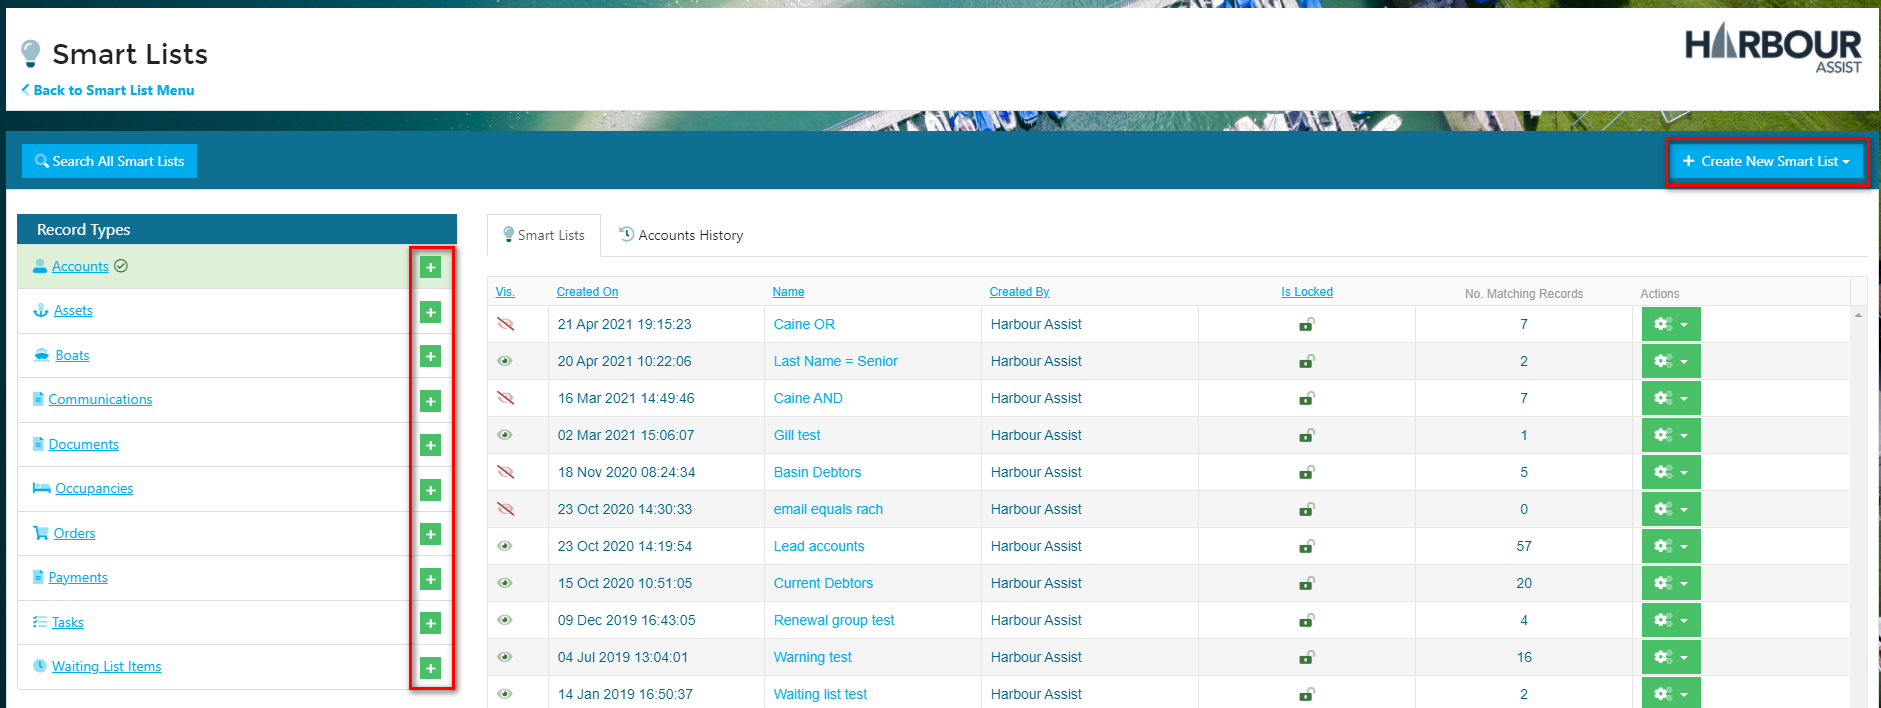 Smart Lists
HARBOUR
ASSIST
Back to Smart List Menu
Search All Smart Lists
+ Create New Smart List
Record Types
Accounts
Assets
Boats
Communications
Documents
Occupancies
Orders
Payments
Tasks
Waiting List Items
Smart Lists Accounts History
Vis. Created On Name Created By Is Locked No. Matching Records Actions
21 Apr 2021 19:15:23 Caine OR Harbour Assist 7
20 Apr 2021 10:22:06 Last Name = Senior Harbour Assist 2
16 Mar 2021 14:49:46 Caine AND Harbour Assist 7
02 Mar 2021 15:06:07 Gill test Harbour Assist 1
18 Nov 2020 08:24:34 Basin Debtors Harbour Assist 5
23 Oct 2020 14:30:33 email equals rach Harbour Assist 0
23 Oct 2020 14:19:54 Lead accounts Harbour Assist 57
15 Oct 2020 10:51:05 Current Debtors Harbour Assist 20
09 Dec 2019 16:43:05 Renewal group test Harbour Assist 4
04 Jul 2019 13:04:01 Warning test Harbour Assist 16
14 Jan 2019 16:50:37 Waiting list test Harbour Assist 2